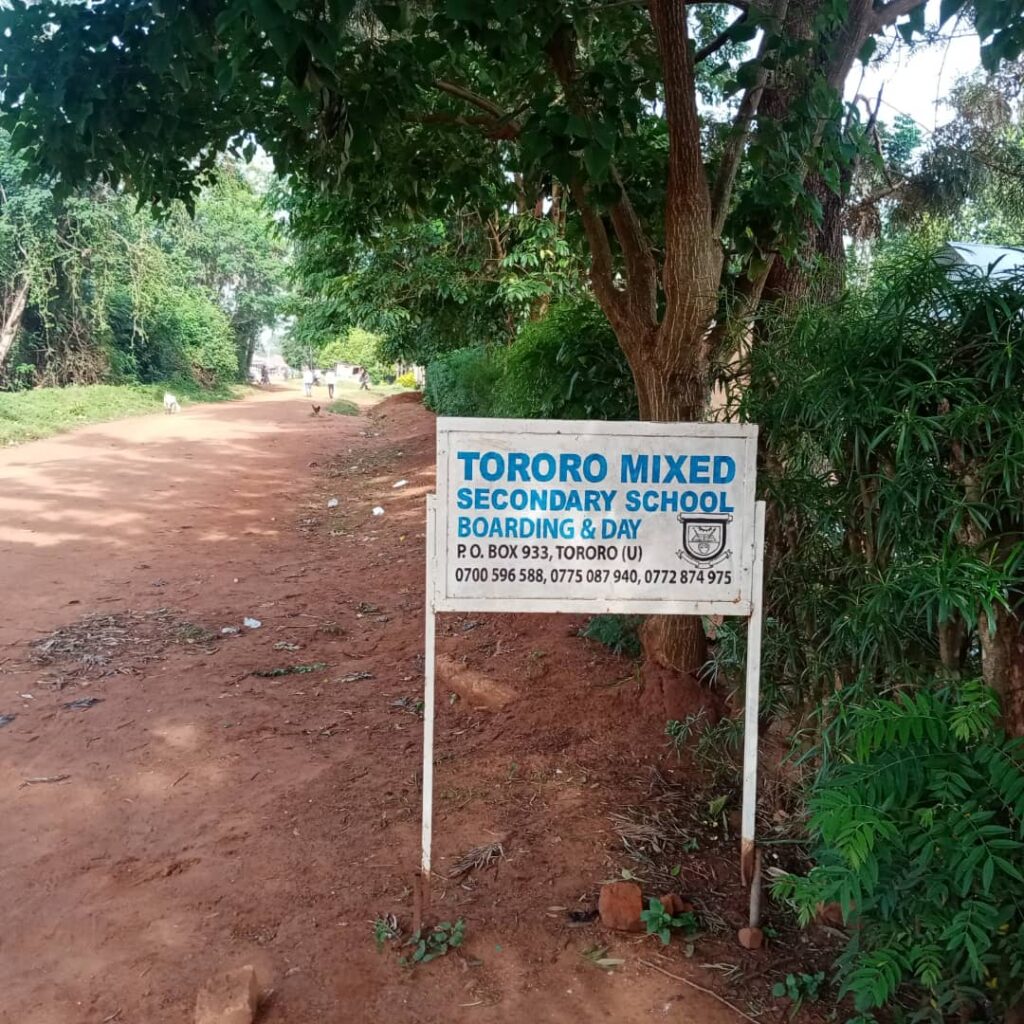 TORORO MIXED
SECONDARY SCHOOL
BOARDING & DAY
P. O. BOX 933, TORORO (U)
0700 596 588, 0775 087 940, 0772 874 975